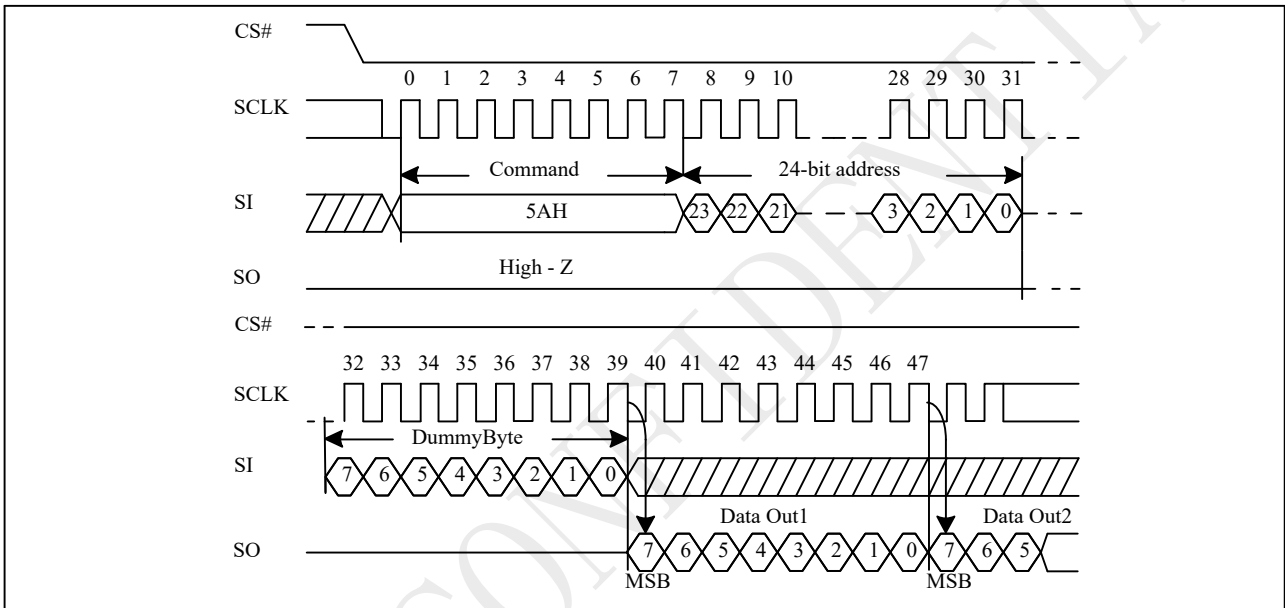 CS#
0 1 2 3 4 5 6 7 8 9 10 28 29 30 31
SCLK
Command 24-bit address
SI 5AH 23 22 21 3 2 1 0
High - Z
SO
CS#
32 33 34 35 36 37 38 39 40 41 42 43 44 45 46 47
SCLK
DummyByte
SI 7 6 5 4 3 2 1 0
Data Out1 Data Out2
SO 7 6 5 4 3 2 1 0 7 6 5
MSB MSB
CONFIDENTIA